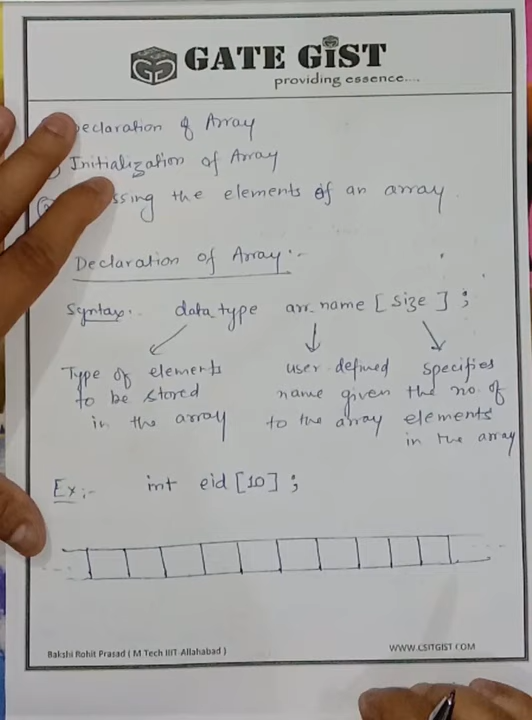 GATE GIST
providing essence....
Declaration of Array
Initialization of Array
ssing the elements of an array
Declaration of Array :-
Syntax:- data_type arr_name [size] ;
Type of elements to be stored in the array
user defined name given to the array
specifies the no. of elements in the array
Ex:- int eid [10] ;
Bakshi Rohit Prasad ( M Tech IIIT-Allahabad )
WWW.CSITGIST.COM